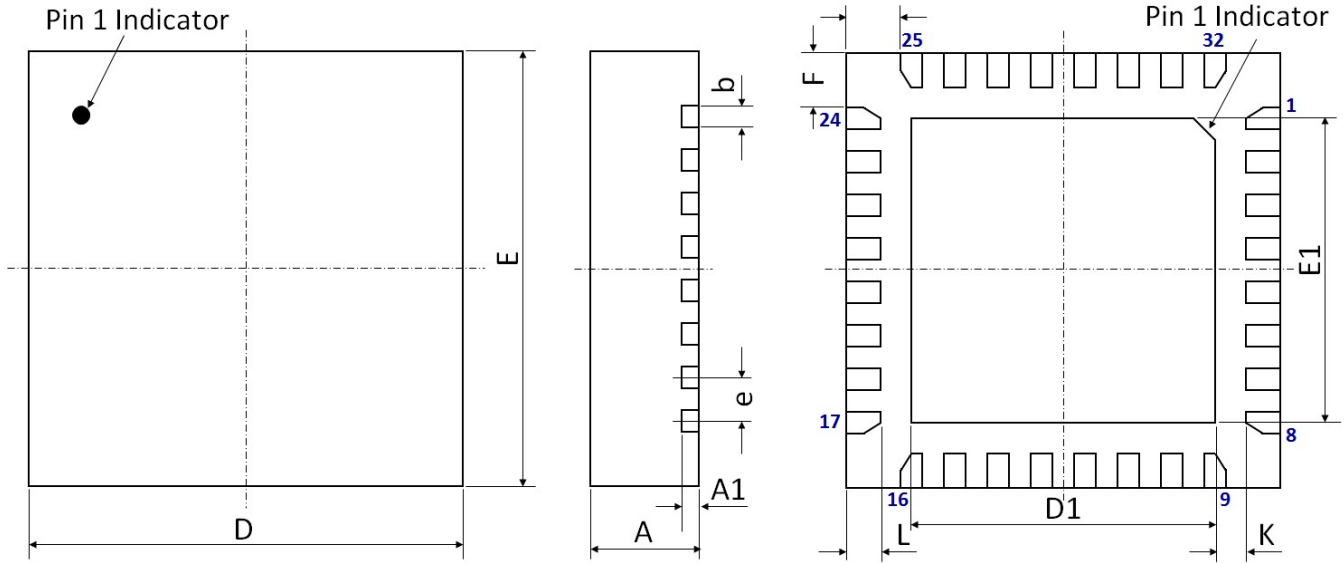 Pin 1 Indicator
Pin 1 Indicator
25
32
F
b
1
24
E
E1
e
17
8
A1
16
9
D1
D
A
L
K